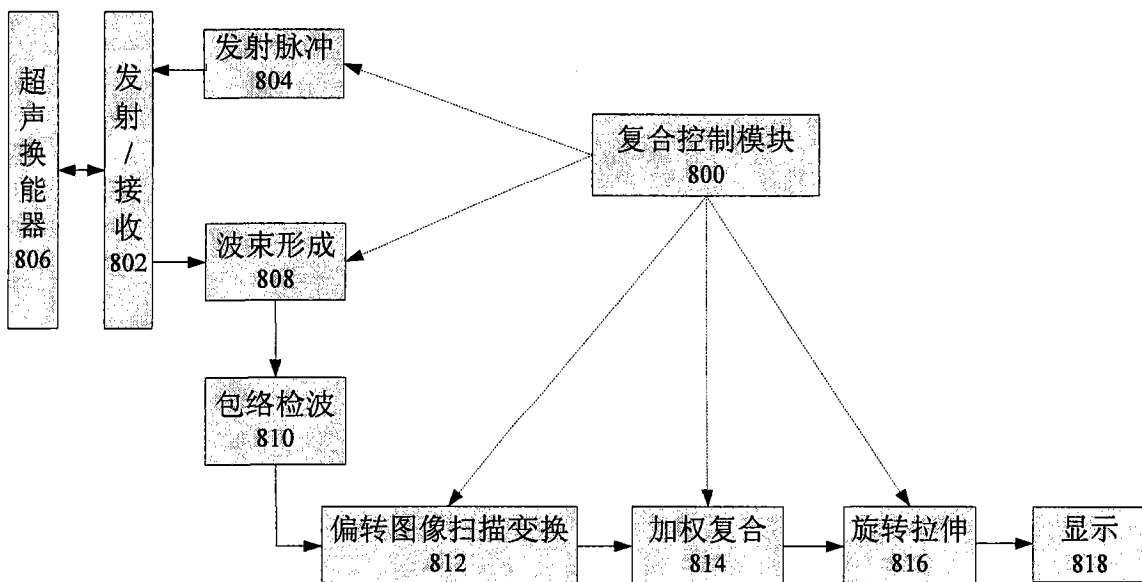 超声换能器
806
发射/接收
802
发射脉冲
804
复合控制模块
800
波束形成
808
包络检波
810
偏转图像扫描变换
812
加权复合
814
旋转拉伸
816
显示
818